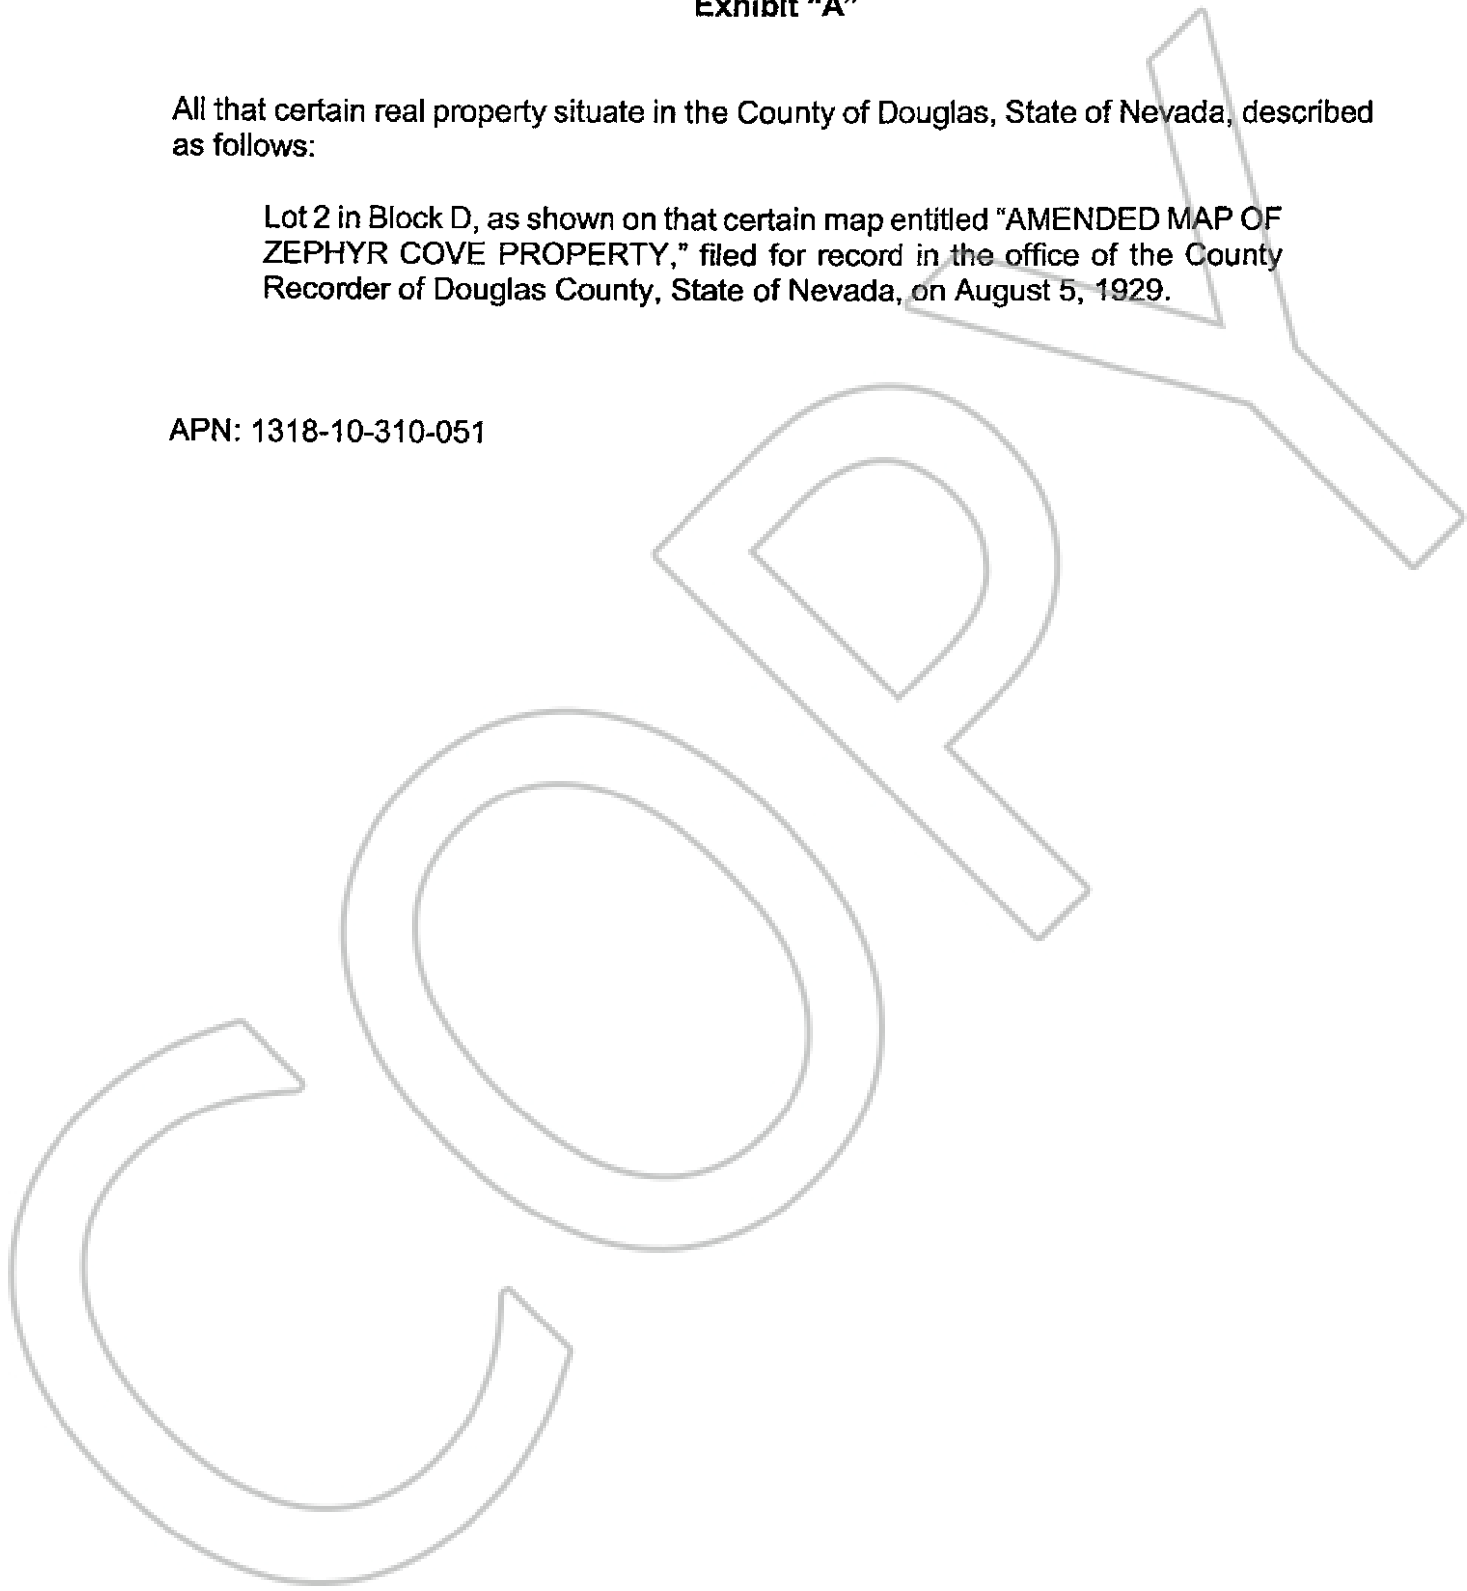 Exhibit “A”
All that certain real property situate in the County of Douglas, State of Nevada, described
as follows:
Lot 2 in Block D, as shown on that certain map entitled “AMENDED MAP OF
ZEPHYR COVE PROPERTY,” filed for record in the office of the County
Recorder of Douglas County, State of Nevada, on August 5, 1929.
APN: 1318-10-310-051
COPY